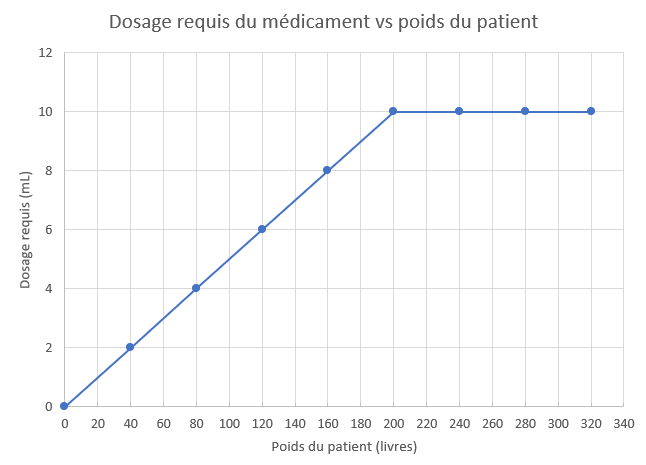 Dosage requis du médicament vs poids du patient
12
10
8
6
4
2
0
Dosage requis (mL)
0 20 40 60 80 100 120 140 160 180 200 220 240 260 280 300 320 340
Poids du patient (livres)